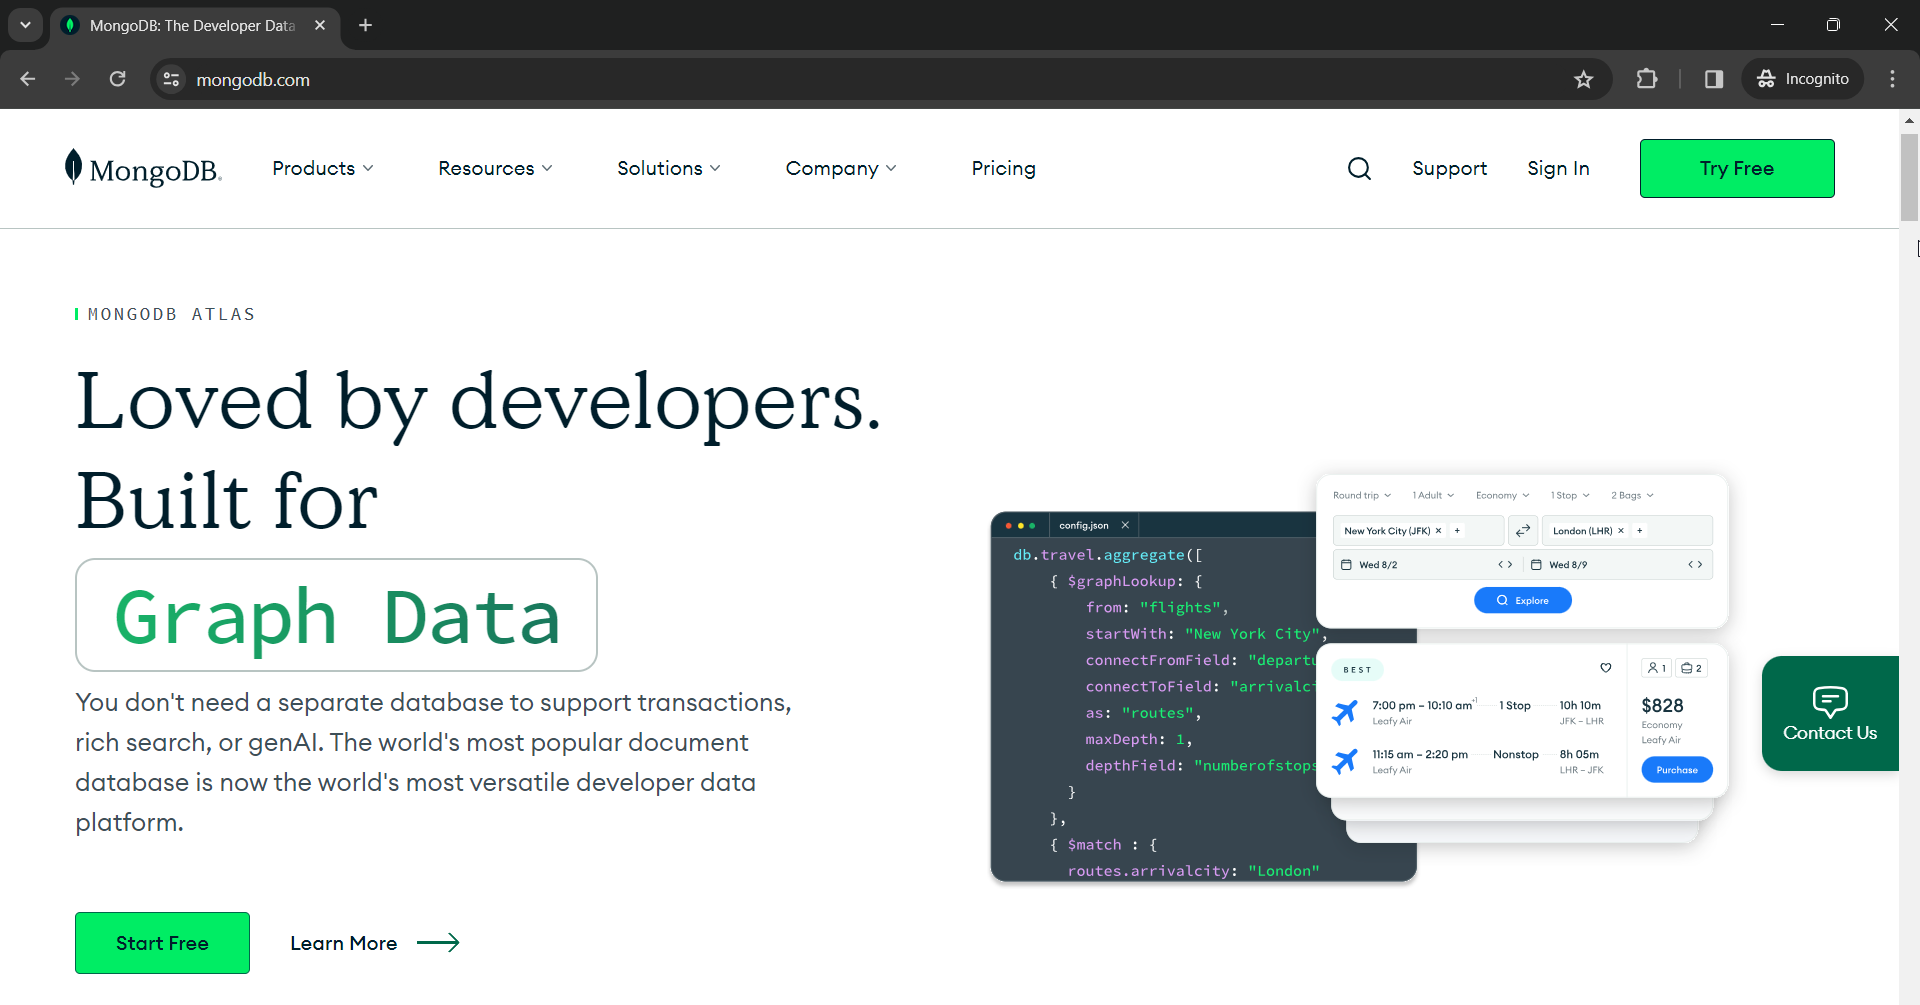 MongoDB: The Developer Data
mongodb.com
Incognito
MongoDB.
Products
Resources
Solutions
Company
Pricing
Support
Sign In
Try Free
MONGODB ATLAS
Loved by developers.
Built for
Graph Data
You don't need a separate database to support transactions,
rich search, or genAI. The world's most popular document
database is now the world's most versatile developer data
platform.
Start Free
Learn More
config.json
db.travel.aggregate([
{ $graphLookup: {
from: "flights",
startWith: "New York City",
connectFromField: "departu
connectToField: "arrivalci
as: "routes",
maxDepth: 1,
depthField: "numberofstops
}
},
{ $match : {
routes.arrivalcity: "London"
Round trip 1 Adult Economy 1 Stop 2 Bags
New York City (JFK) × + London (LHR) × +
Wed 8/2 Wed 8/9
Explore
BEST
7:00 pm – 10:10 am+1 1 Stop 10h 10m
Leafy Air JFK – LHR
11:15 am – 2:20 pm Nonstop 8h 05m
Leafy Air LHR – JFK
1 2
$828
Economy
Leafy Air
Purchase
Contact Us